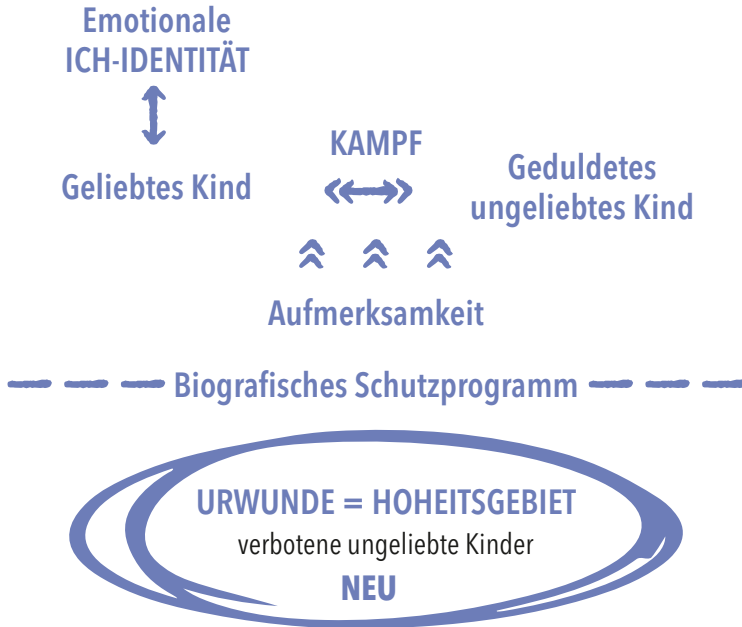 Emotionale
ICH-IDENTITÄT
KAMPF
Geliebtes Kind
Geduldetes
ungeliebtes Kind
Aufmerksamkeit
Biografisches Schutzprogramm
URWUNDE = HOHEITSGEBIET
verbotene ungeliebte Kinder
NEU